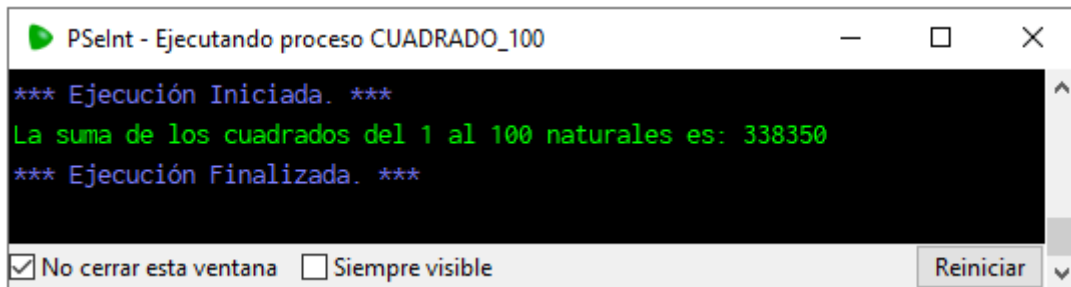 PSeInt - Ejecutando proceso CUADRADO_100
*** Ejecución Iniciada. ***
La suma de los cuadrados del 1 al 100 naturales es: 338350
*** Ejecución Finalizada. ***
No cerrar esta ventana Siempre visible Reiniciar